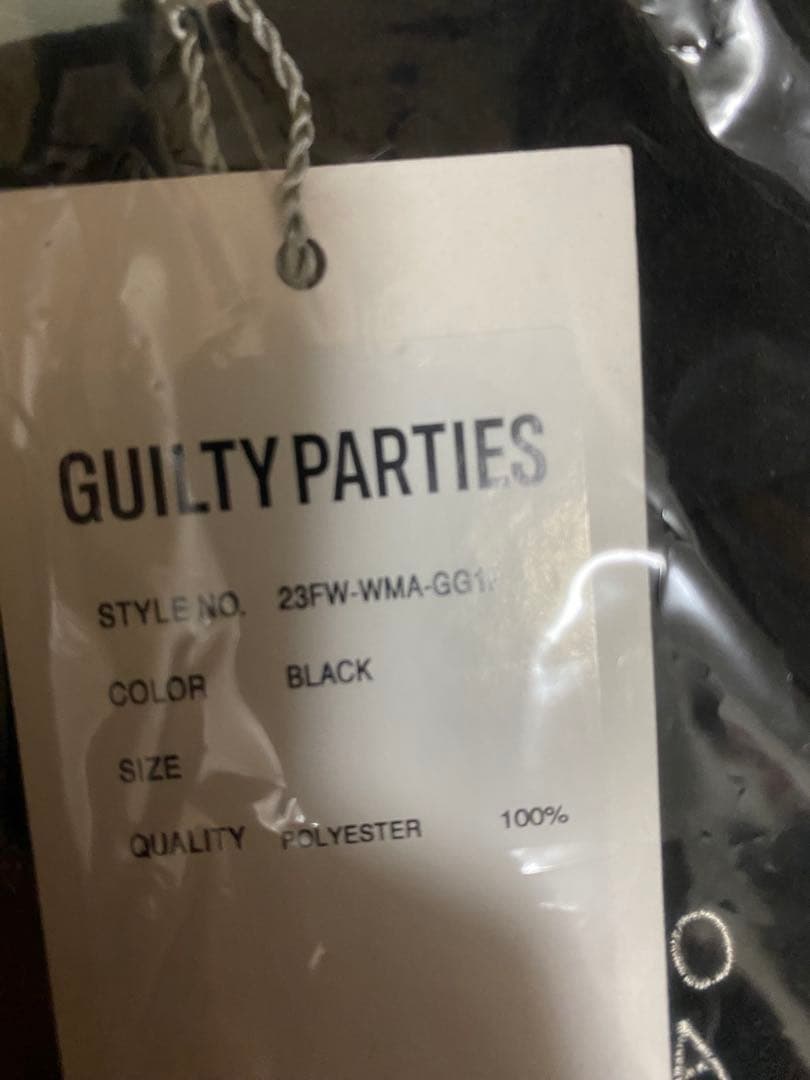 GUILTY PARTIES
STYLE NO. 23FW-WMA-GG1
COLOR BLACK
SIZE
QUALITY POLYESTER 100%
O
A